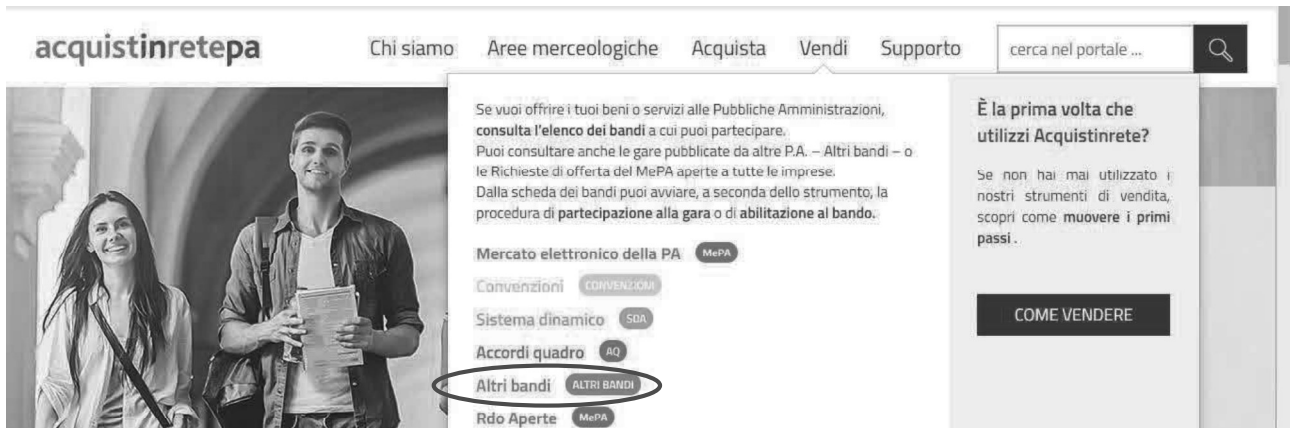 acquistinretepa
Chi siamo Aree merceologiche Acquista Vendi Supporto
cerca nel portale ...
Se vuoi offrire i tuoi beni o servizi alle Pubbliche Amministrazioni,
consulta l'elenco dei bandi a cui puoi partecipare.
Puoi consultare anche le gare pubblicate da altre P.A. – Altri bandi – o
le Richieste di offerta del MePA aperte a tutte le imprese.
Dalla scheda dei bandi puoi avviare, a seconda dello strumento, la
procedura di partecipazione alla gara o di abilitazione al bando.
Mercato elettronico della PA MePA
Convenzioni CONVENZIONI
Sistema dinamico SDA
Accordi quadro AQ
Altri bandi ALTRI BANDI
Rdo Aperte MePA
È la prima volta che
utilizzi Acquistinrete?
Se non hai mai utilizzato i
nostri strumenti di vendita,
scopri come muovere i primi
passi .
COME VENDERE